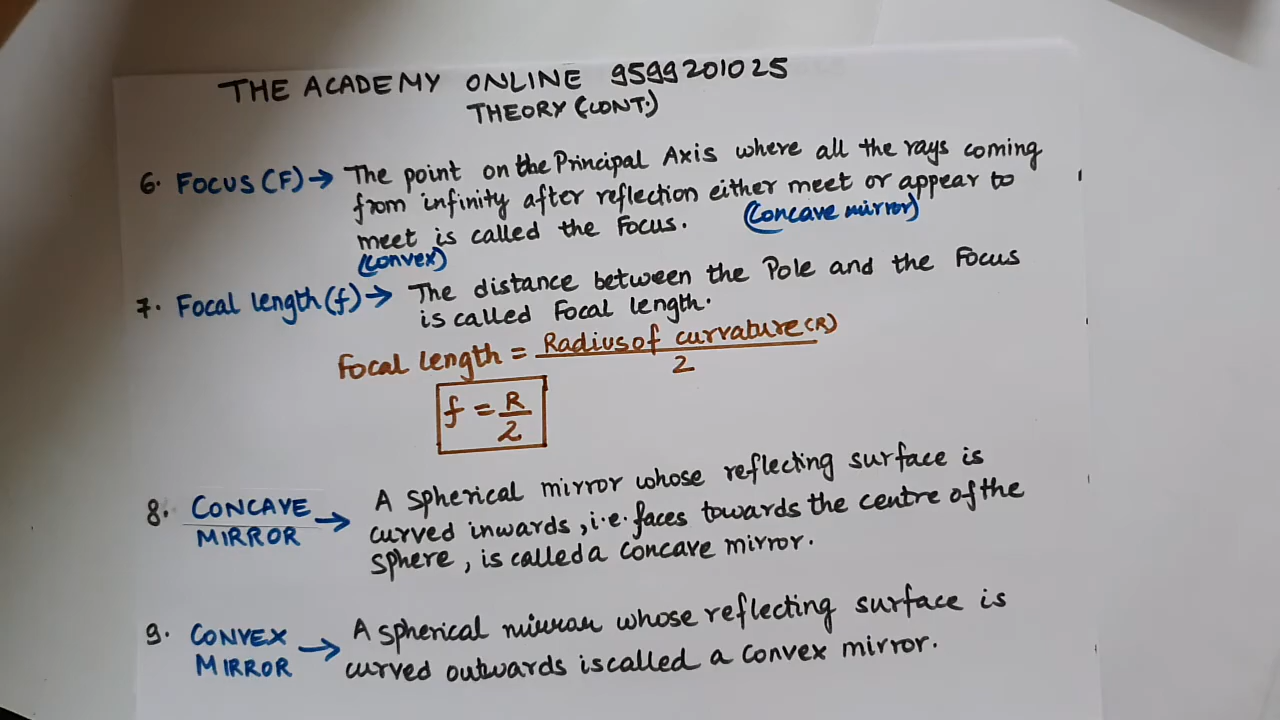 THE ACADEMY ONLINE 9599201025
THEORY (CONT.)
6. FOCUS (F) → The point on the Principal Axis where all the rays coming
from infinity after reflection either meet or appear to
(concave mirror)
meet is called the Focus.
(convex)
7. Focal length (f) → The distance between the Pole and the Focus
is called Focal length.
Focal length = Radius of curvature (R)
2
f = R
2
8. CONCAVE MIRROR → A spherical mirror whose reflecting surface is
curved inwards, i.e. faces towards the centre of the
sphere, is called a concave mirror.
9. CONVEX MIRROR → A spherical mirror whose reflecting surface is
curved outwards is called a convex mirror.